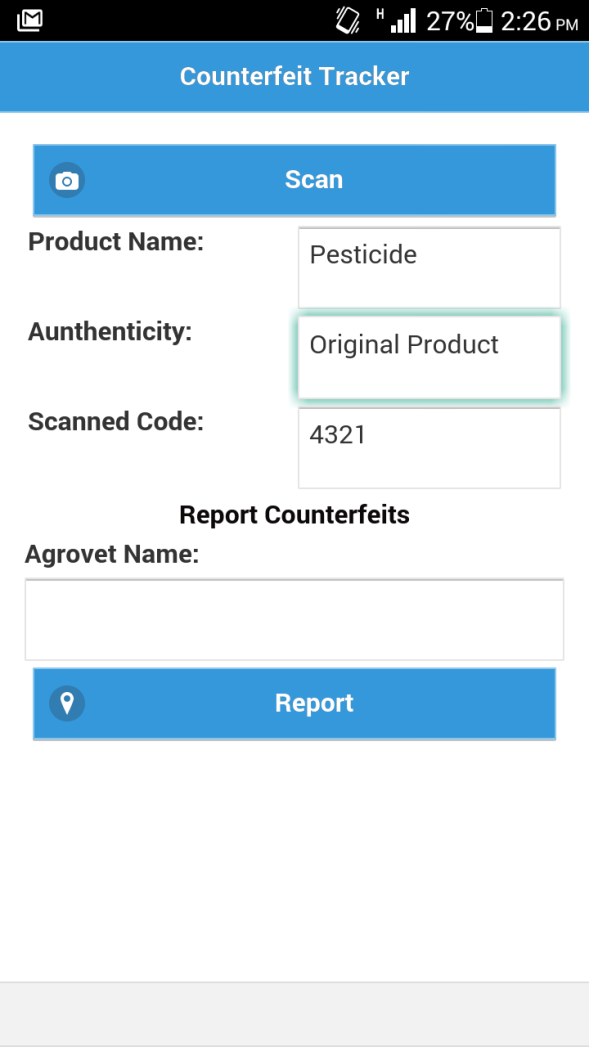 H 27% 2:26 PM
Counterfeit Tracker
Scan
Product Name: Pesticide
Aunthenticity: Original Product
Scanned Code: 4321
Report Counterfeits
Agrovet Name:
Report